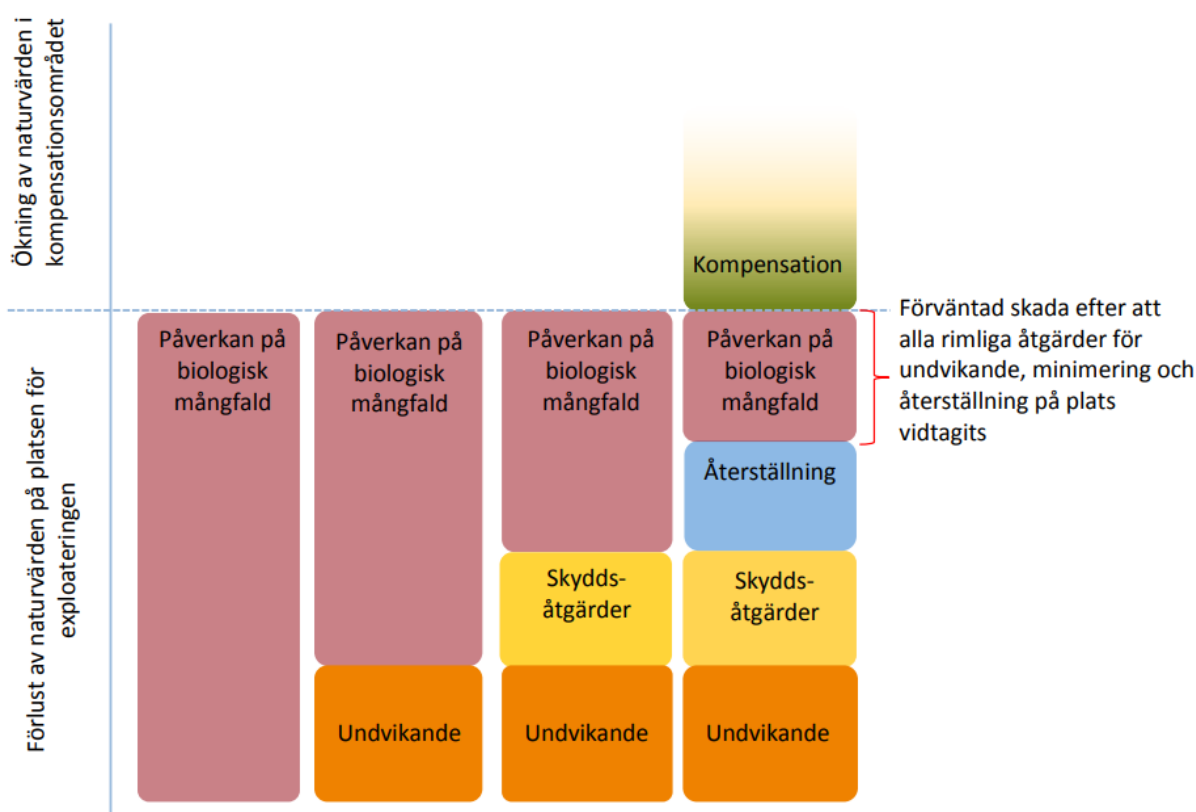 Ökning av naturvärden i
kompensationsområdet
Förlust av naturvärden på platsen för
exploateringen
Påverkan på
biologisk
mångfald
Påverkan på
biologisk
mångfald
Undvikande
Påverkan på
biologisk
mångfald
Skydds-
åtgärder
Undvikande
Kompensation
Påverkan på
biologisk
mångfald
Återställning
Skydds-
åtgärder
Undvikande
Förväntad skada efter att
alla rimliga åtgärder för
undvikande, minimering och
återställning på plats
vidtagits